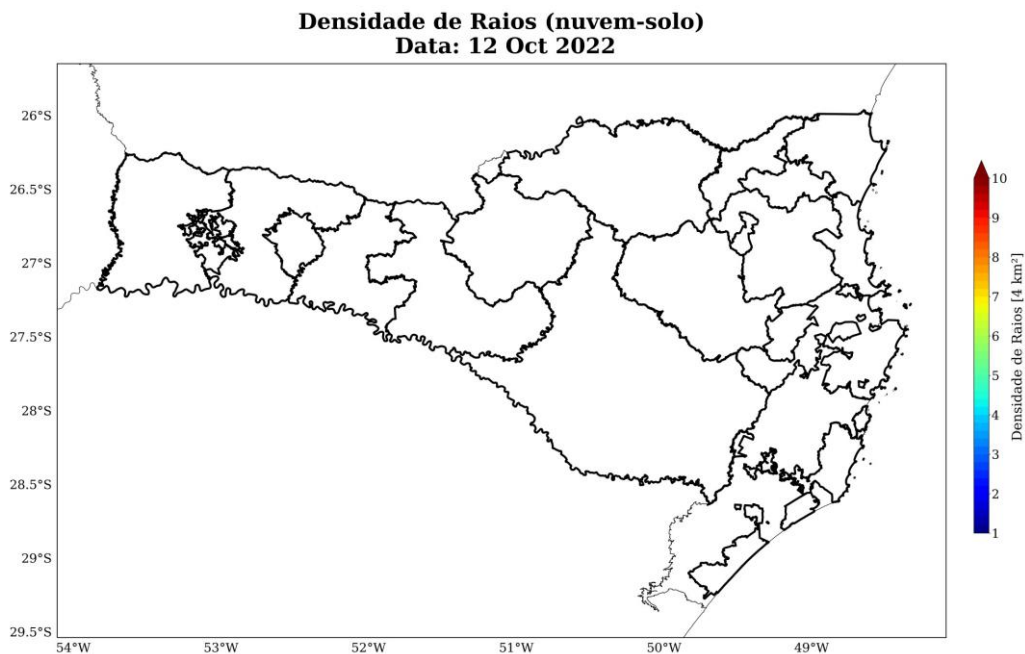 Densidade de Raios (nuvem-solo)
Data: 12 Oct 2022
26°S
26.5°S
27°S
27.5°S
28°S
28.5°S
29°S
29.5°S
54°W
53°W
52°W
51°W
50°W
49°W
10
9
8
7
6
5
4
3
2
1
Densidade de Raios [4 km²]